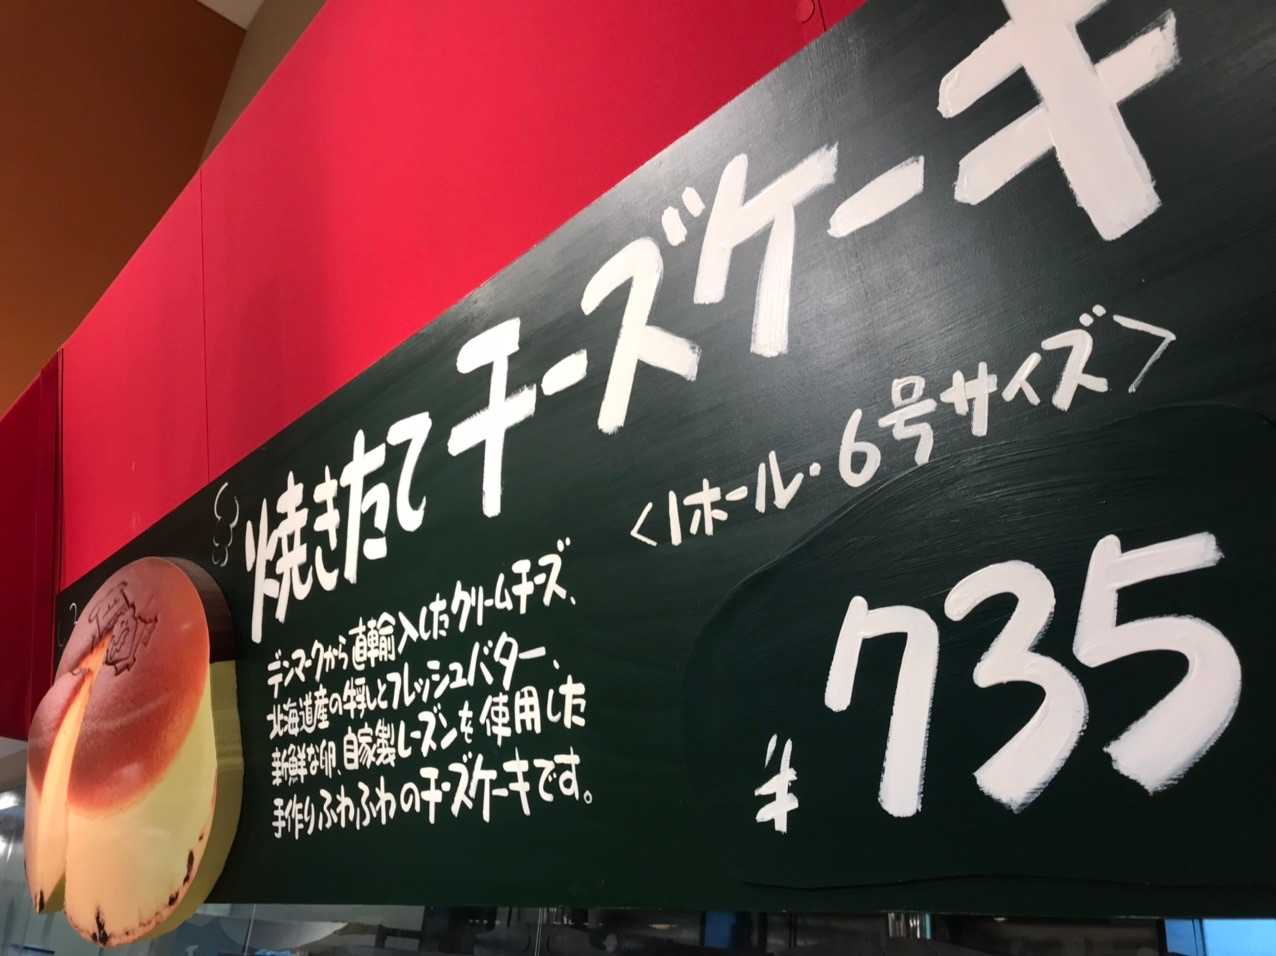 焼きたてチーズケーキ
<1ホール・6号サイズ>
¥735
デンマークから直輸入したクリームチーズ、
北海道産の牛乳とフレッシュバター、
新鮮な卵、自家製レーズンを使用した
手作りふわふわのチーズケーキです。